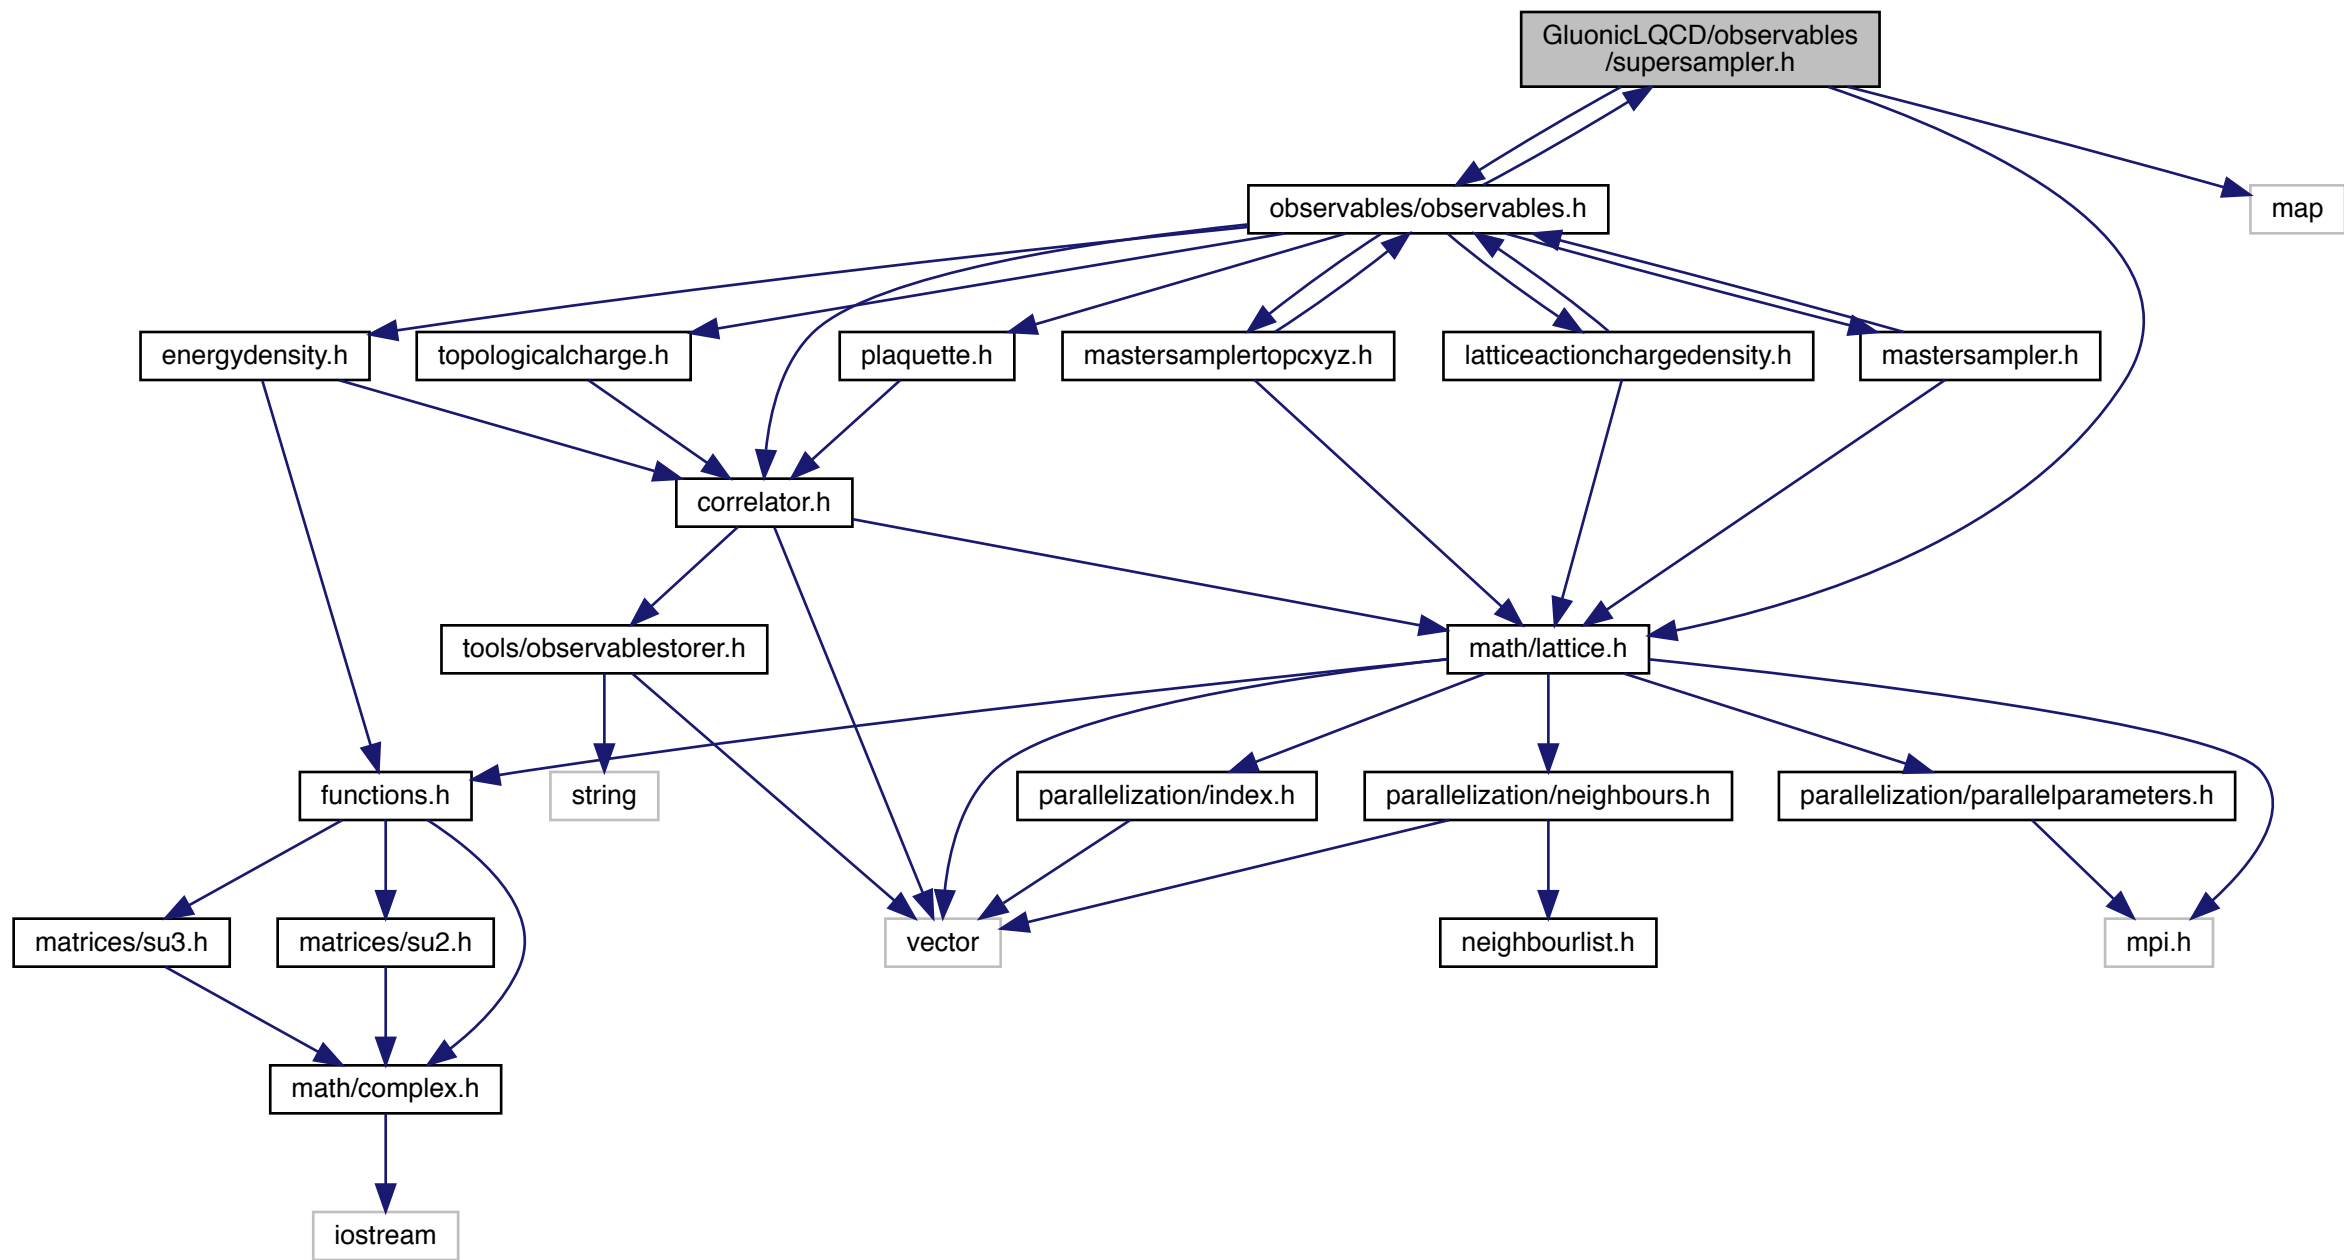 GluonicLQCD/observables
/supersampler.h
observables/observables.h
map
energydensity.h
topologicalcharge.h
plaquette.h
mastersamplertopcxyz.h
latticeactionchargedensity.h
mastersampler.h
correlator.h
tools/observablestorer.h
math/lattice.h
functions.h
string
parallelization/index.h
parallelization/neighbours.h
parallelization/parallelparameters.h
matrices/su3.h
matrices/su2.h
vector
neighbourlist.h
mpi.h
math/complex.h
iostream